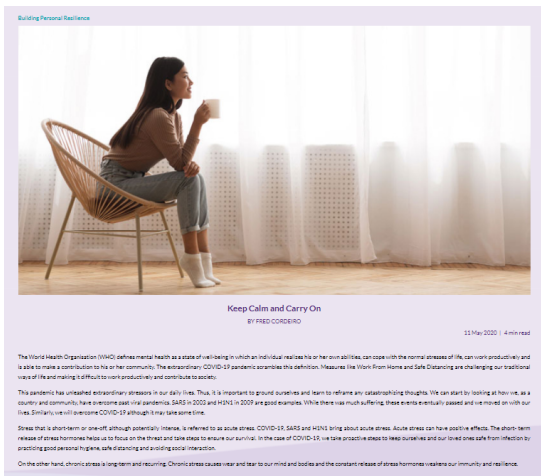 Building Personal Resilience
Keep Calm and Carry On
BY FRED CORDEIRO
11 May 2020 | 4 min read
The World Health Organisation (WHO) defines mental health as a state of well-being in which an individual realizes his or her own abilities, can cope with the normal stresses of life, can work productively and
is able to make a contribution to his or her community. The extraordinary COVID-19 pandemic scrambles this definition. Measures like Work From Home and Safe Distancing are challenging our traditional
ways of life and making it difficult to work productively and contribute to society.
This pandemic has unleashed extraordinary stressors in our daily lives. Thus, it is important to ground ourselves and learn to reframe any catastrophising thoughts. We can start by looking at how we, as a
country and community, have overcome past viral pandemics. SARS in 2003 and H1N1 in 2009 are good examples. While there was much suffering, these events eventually passed and we moved on with our
lives. Similarly, we will overcome COVID-19 although it may take some time.
Stress that is short-term or one-off, although potentially intense, is referred to as acute stress. COVID-19, SARS and H1N1 bring about acute stress. Acute stress can have positive effects. The short-term
release of stress hormones helps us to focus on the threat and take steps to ensure our survival. In the case of COVID-19, we take proactive steps to keep ourselves and our loved ones safe from infection by
practicing good personal hygiene, safe distancing and avoiding social interaction.
On the other hand, chronic stress is long-term and recurring. Chronic stress causes wear and tear to our mind and bodies and the constant release of stress hormones weakens our immunity and resilience.